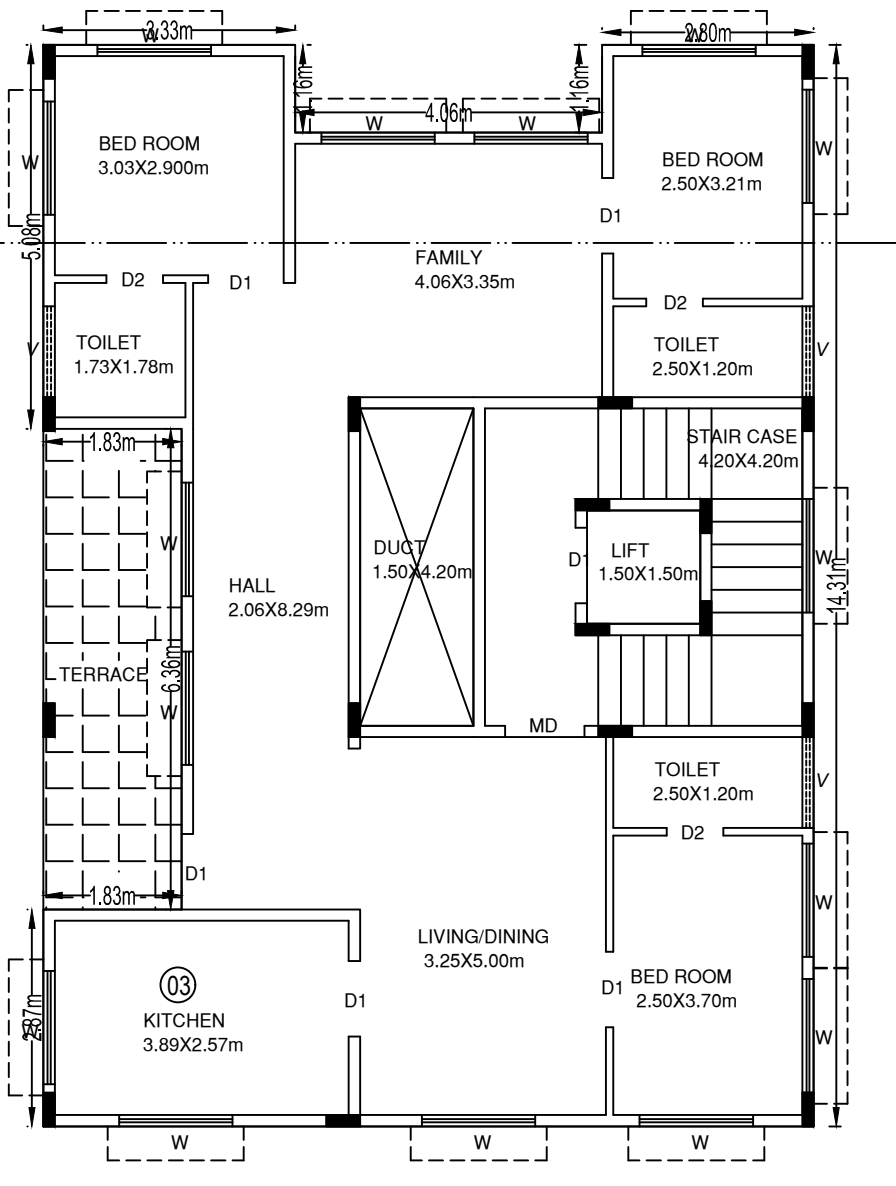 3.33m
W
2.80m
W
1.16m
1.16m
4.06m
W
W
BED ROOM
3.03X2.900m
BED ROOM
2.50X3.21m
W
W
D1
5.08m
FAMILY
4.06X3.35m
D2
D1
D2
TOILET
1.73X1.78m
TOILET
2.50X1.20m
V
V
1.83m
STAIR CASE
4.20X4.20m
W
DUCT
1.50X4.20m
D1
LIFT
1.50X1.50m
W
14.31m
HALL
2.06X8.29m
6.36m
TERRACE
W
MD
TOILET
2.50X1.20m
V
D2
D1
1.83m
W
LIVING/DINING
3.25X5.00m
03
KITCHEN
3.89X2.57m
D1
D1
BED ROOM
2.50X3.70m
2.87m
W
W
W
W
W